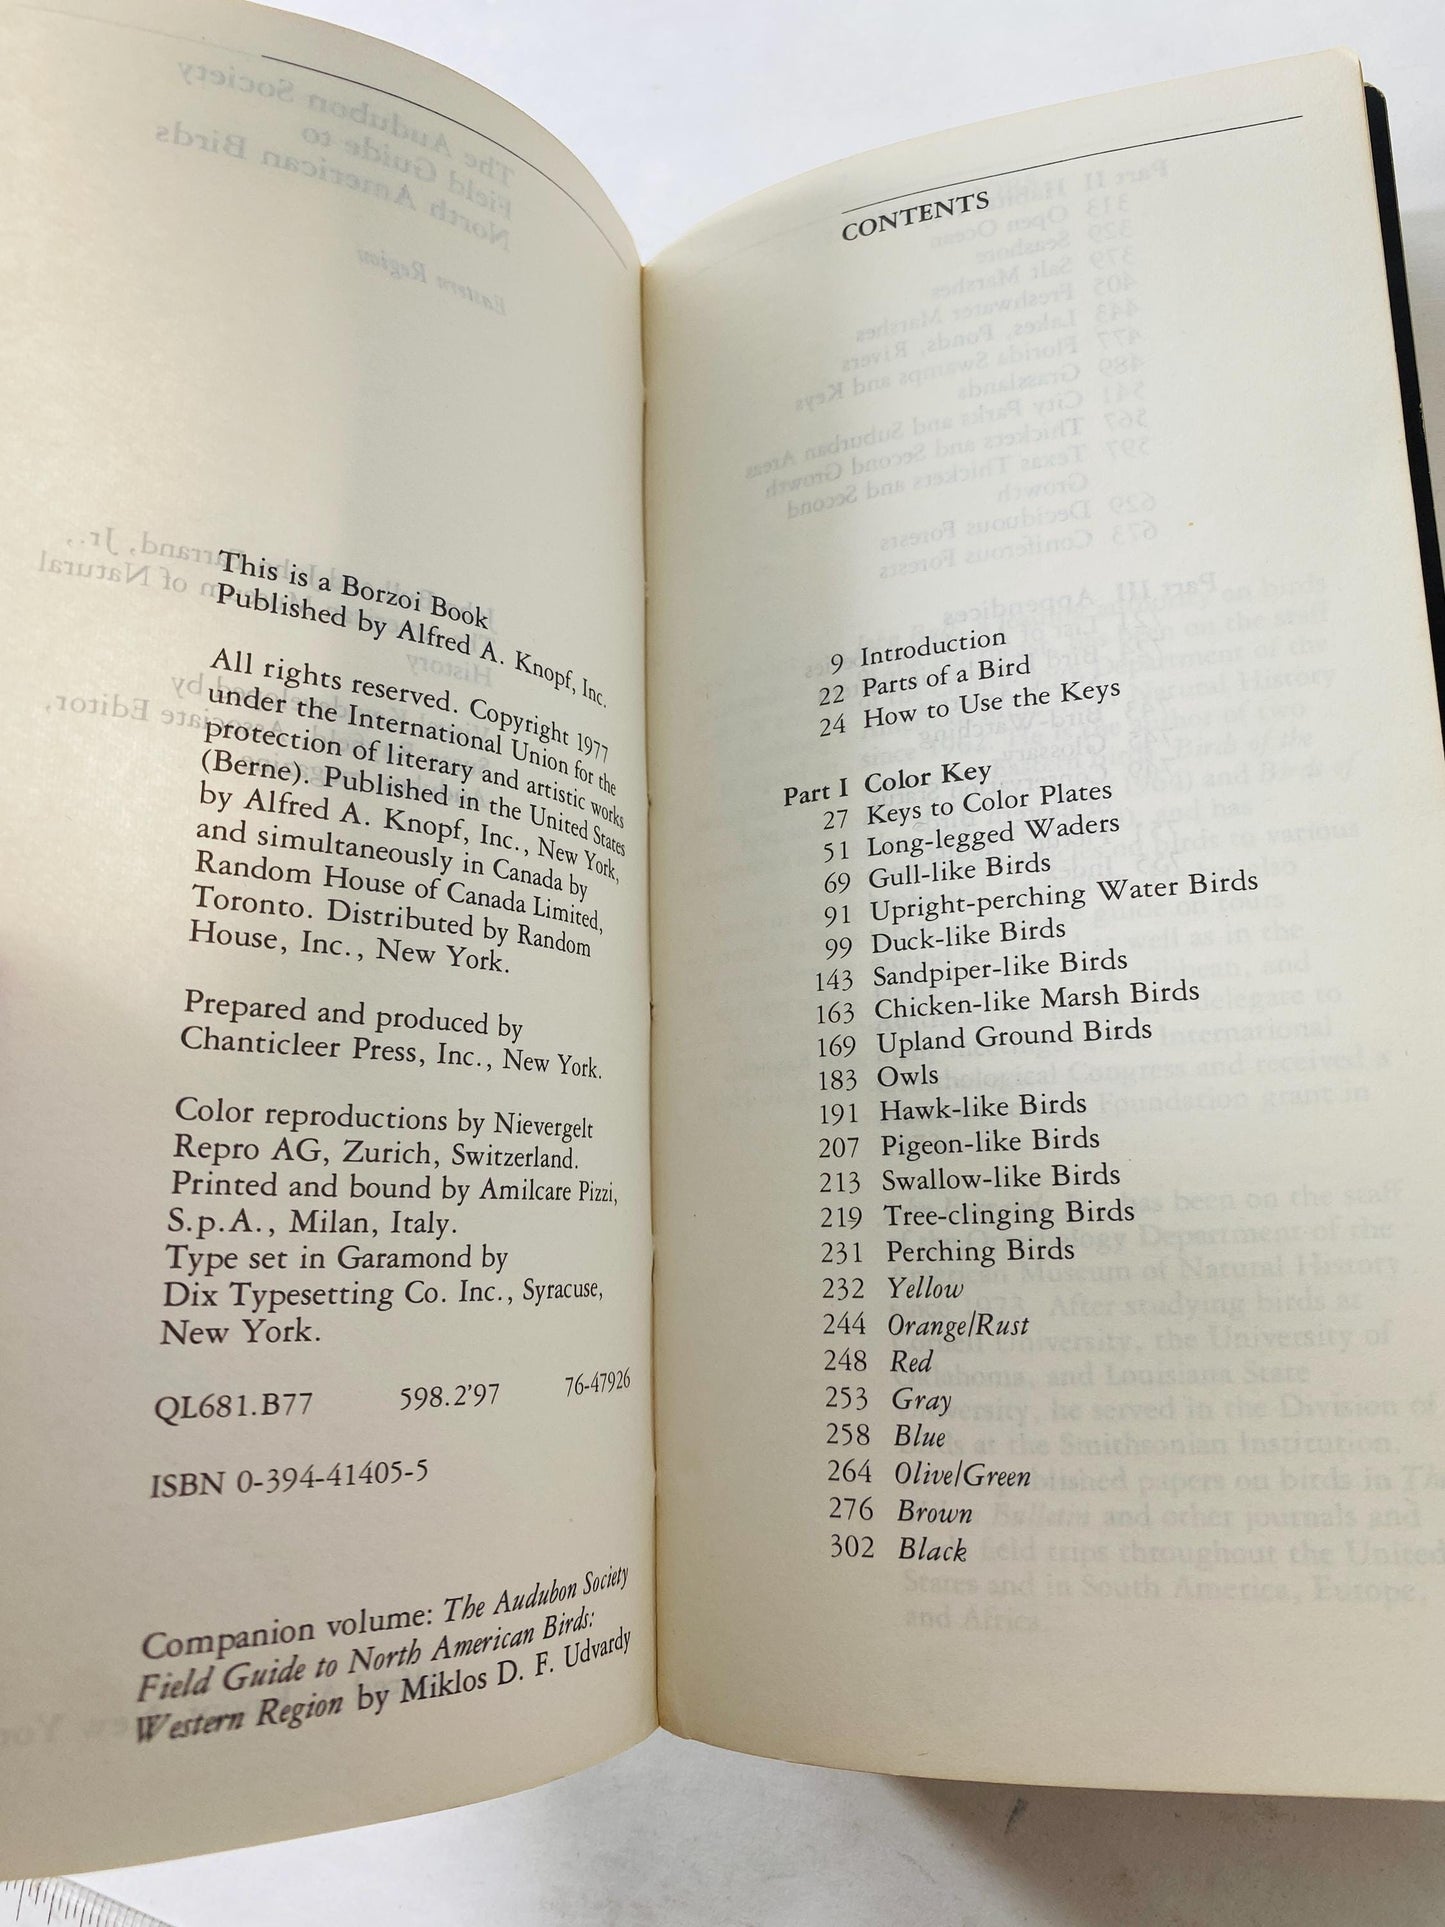 This is a Borzoi Book
Published by Alfred A. Knopf, Inc.
All rights reserved. Copyright 1977
under the International Union for the
protection of literary and artistic works
(Berne). Published in the United States
by Alfred A. Knopf, Inc., New York,
and simultaneously in Canada by
Random House of Canada Limited,
Toronto. Distributed by Random
House, Inc., New York.
Prepared and produced by
Chanticleer Press, Inc., New York.
Color reproductions by Nievergelt
Repro AG, Zurich, Switzerland.
Printed and bound by Amilcare Pizzi,
S.p.A., Milan, Italy.
Type set in Garamond by
Dix Typesetting Co. Inc., Syracuse,
New York.
QL681.B77 598.2'97 76-47926
ISBN 0-394-41405-5
Companion volume: The Audubon Society
Field Guide to North American Birds:
Western Region by Miklos D. F. Udvardy
CONTENTS
9 Introduction
22 Parts of a Bird
24 How to Use the Keys
Part I Color Key
27 Keys to Color Plates
51 Long-legged Waders
69 Gull-like Birds
91 Upright-perching Water Birds
99 Duck-like Birds
143 Sandpiper-like Birds
163 Chicken-like Marsh Birds
169 Upland Ground Birds
183 Owls
191 Hawk-like Birds
207 Pigeon-like Birds
213 Swallow-like Birds
219 Tree-clinging Birds
231 Perching Birds
232 Yellow
244 Orange/Rust
248 Red
253 Gray
258 Blue
264 Olive/Green
276 Brown
302 Black